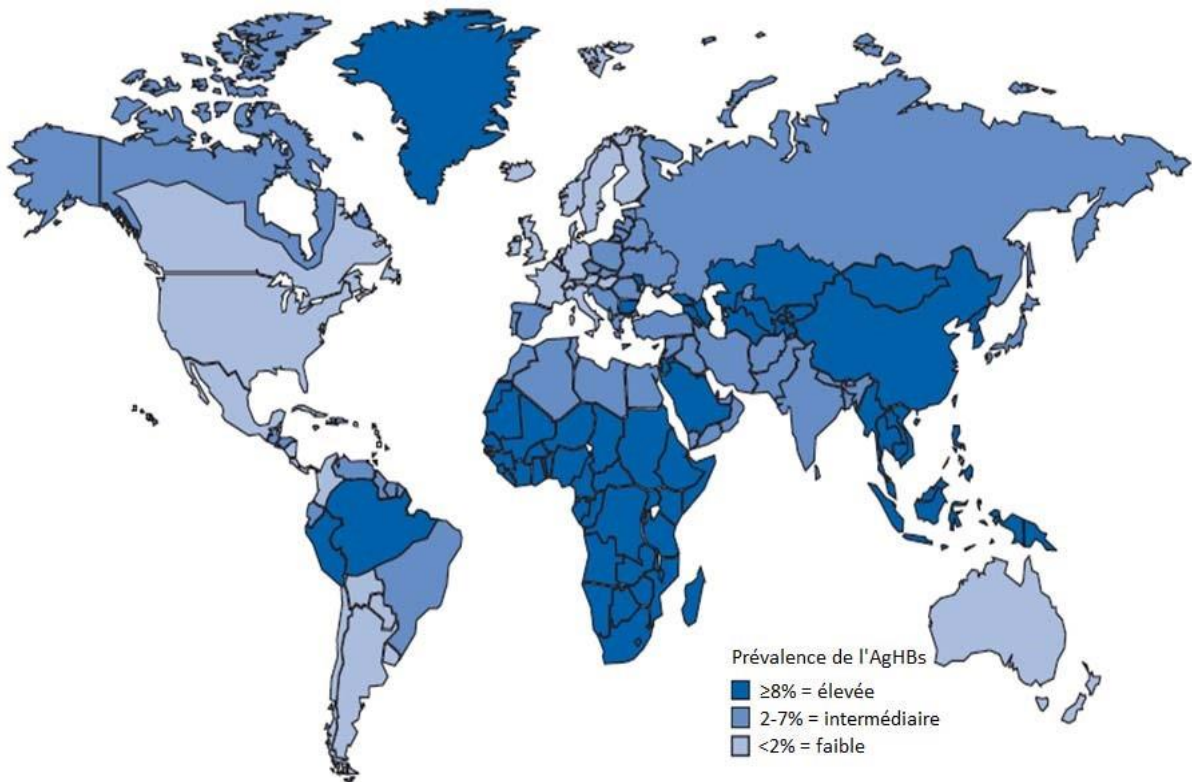 Prévalence de l'AgHBs
≥8% = élevée
2-7% = intermédiaire
<2% = faible